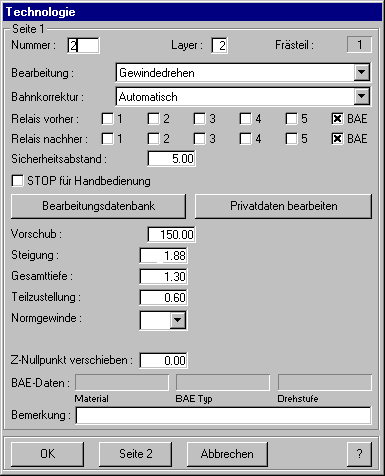 Technologie
Seite 1
Nummer : 2 Layer : 2 Frästeil : 1
Bearbeitung : Gewindedrehen
Bahnkorrektur : Automatisch
Relais vorher : 1 2 3 4 5 BAE
Relais nachher : 1 2 3 4 5 BAE
Sicherheitsabstand : 5.00
STOP für Handbedienung
Bearbeitungsdatenbank Privatdaten bearbeiten
Vorschub : 150.00
Steigung : 1.88
Gesamttiefe : 1.30
Teilzustellung : 0.60
Normgewinde :
Z-Nullpunkt verschieben : 0.00
BAE-Daten :
Material BAE Typ Drehstufe
Bemerkung :
OK Seite 2 Abbrechen ?